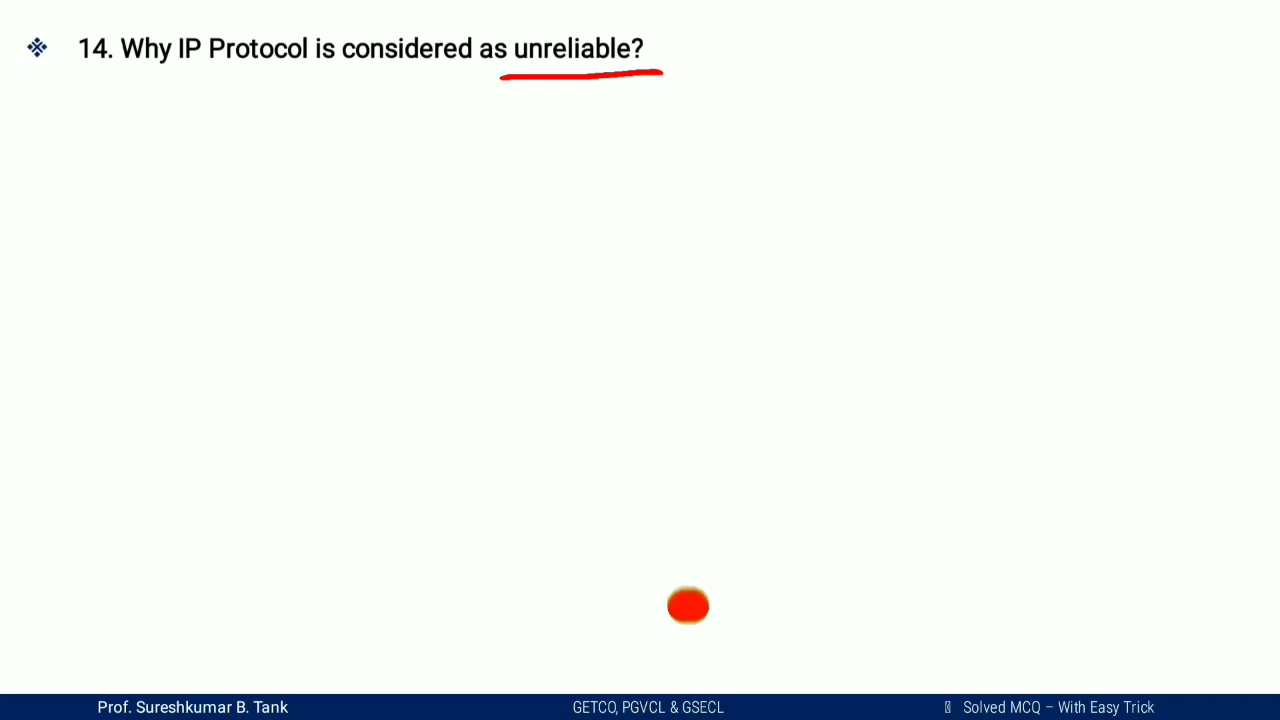 14. Why IP Protocol is considered as unreliable?
Prof. Sureshkumar B. Tank
GETCO, PGVCL & GSECL
Solved MCQ – With Easy Trick